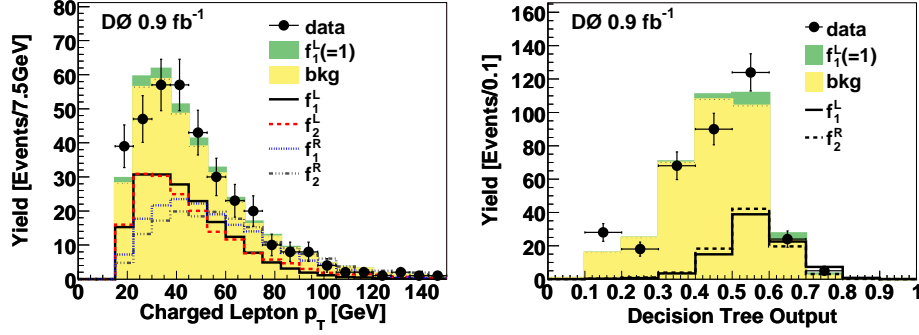 DØ 0.9 fb⁻¹
data
f₁ᴸ(=1)
bkg
f₁ᴸ
f₂ᴸ
f₁ᴿ
f₂ᴿ
Yield [Events/7.5GeV]
80
70
60
50
40
30
20
10
0
0 20 40 60 80 100 120 140
Charged Lepton p_T [GeV]
DØ 0.9 fb⁻¹
data
f₁ᴸ(=1)
bkg
f₁ᴸ
f₂ᴿ
Yield [Events/0.1]
160
140
120
100
80
60
40
20
0
0 0.1 0.2 0.3 0.4 0.5 0.6 0.7 0.8 0.9 1
Decision Tree Output